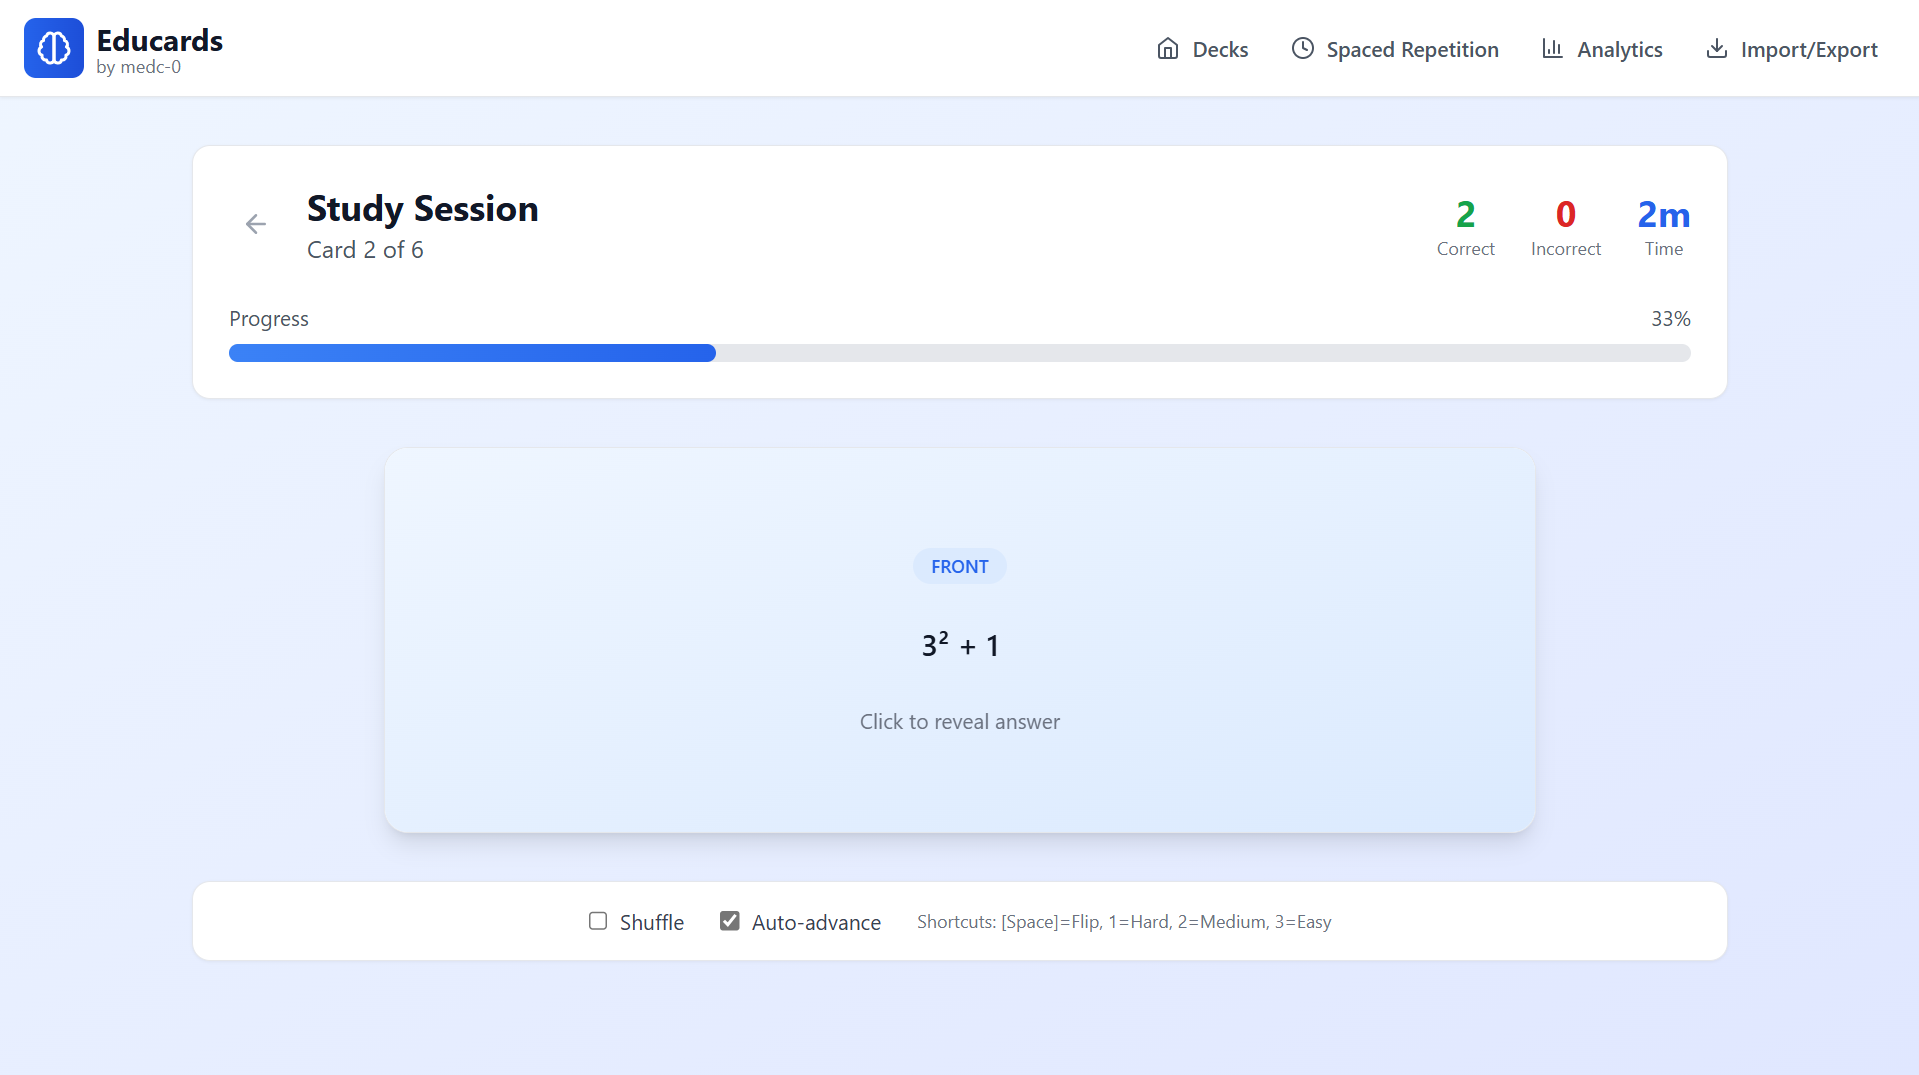 Educards
by medc-0
Decks
Spaced Repetition
Analytics
Import/Export
Study Session
Card 2 of 6
2
Correct
0
Incorrect
2m
Time
Progress
33%
FRONT
3² + 1
Click to reveal answer
Shuffle
Auto-advance
Shortcuts: [Space]=Flip, 1=Hard, 2=Medium, 3=Easy